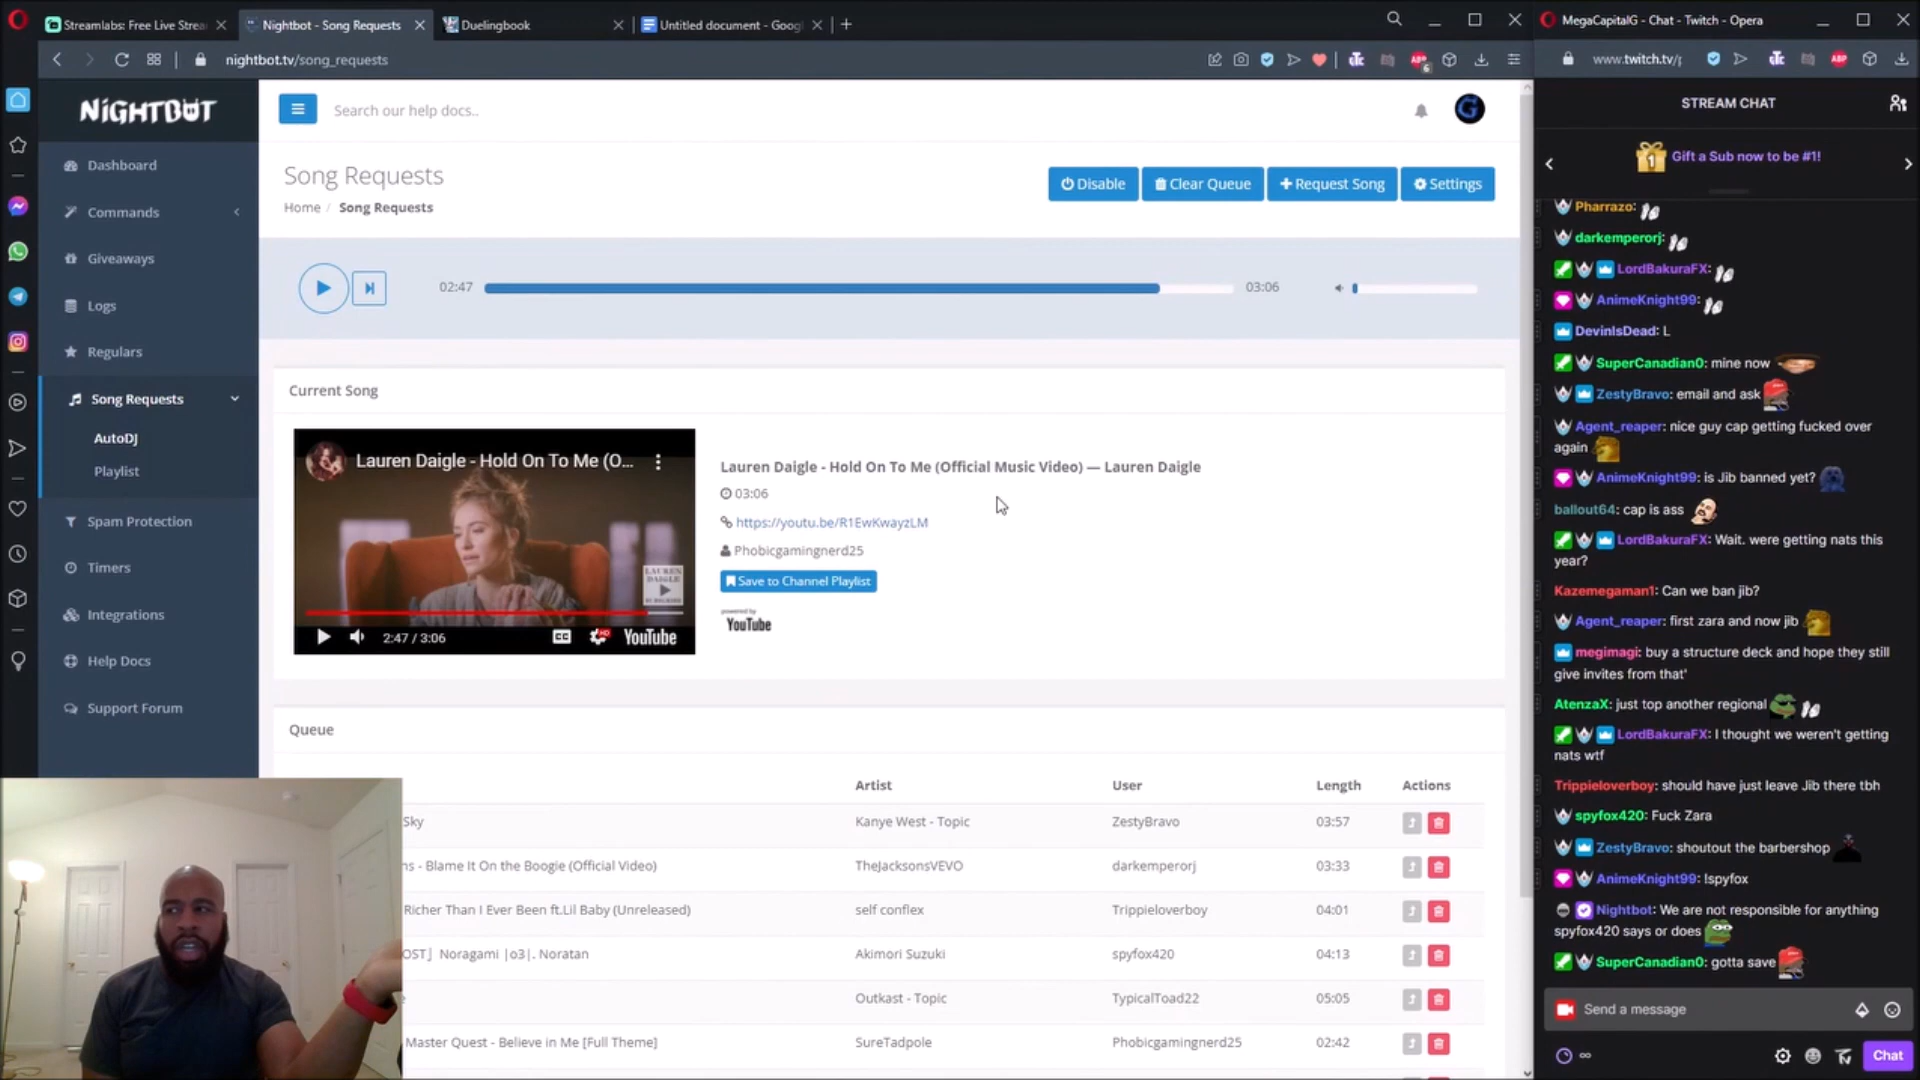 Streamlabs: Free Live Strea
Nightbot - Song Requests
Duelingbook
Untitled document - Goog
MegaCapitalG - Chat - Twitch - Opera
nightbot.tv/song_requests
ABP
6
www.twitch.tv/p
ABP
NiGHTBOT
Search our help docs..
G
STREAM CHAT
1
Gift a Sub now to be #1!
Dashboard
Commands
Giveaways
Logs
Regulars
Song Requests
AutoDJ
Playlist
Spam Protection
Timers
Integrations
Help Docs
Support Forum
Song Requests
Home / Song Requests
Disable
Clear Queue
Request Song
Settings
02:47
03:06
Current Song
Lauren Daigle - Hold On To Me (O...
LAUREN
DAIGLE
2:47 / 3:06
CC
HD
YouTube
Lauren Daigle - Hold On To Me (Official Music Video) — Lauren Daigle
03:06
https://youtu.be/R1EwKwayzLM
Phobicgamingnerd25
Save to Channel Playlist
powered by
YouTube
Queue
Artist
User
Length
Actions
Sky
Kanye West - Topic
ZestyBravo
03:57
ns - Blame It On the Boogie (Official Video)
TheJacksonsVEVO
darkemperorj
03:33
Richer Than I Ever Been ft.Lil Baby (Unreleased)
self conflex
Trippieloverboy
04:01
OST」 Noragami |o3|. Noratan
Akimori Suzuki
spyfox420
04:13
e
Outkast - Topic
TypicalToad22
05:05
Master Quest - Believe in Me [Full Theme]
SureTadpole
Phobicgamingnerd25
02:42
Pharrazo:
darkemperorj:
LordBakuraFX:
AnimeKnight99:
DevinIsDead: L
SuperCanadian0: mine now
ZestyBravo: email and ask
Agent_reaper: nice guy cap getting fucked over
again
AnimeKnight99: is Jib banned yet?
ballout64: cap is ass
LordBakuraFX: Wait. were getting nats this
year?
Kazemegaman1: Can we ban jib?
Agent_reaper: first zara and now jib
megimagi: buy a structure deck and hope they still
give invites from that'
AtenzaX: just top another regional
LordBakuraFX: I thought we weren't getting
nats wtf
Trippieloverboy: should have just leave Jib there tbh
spyfox420: Fuck Zara
ZestyBravo: shoutout the barbershop
AnimeKnight99: !spyfox
Nightbot: We are not responsible for anything
spyfox420 says or does
SuperCanadian0: gotta save
Send a message
∞
Chat